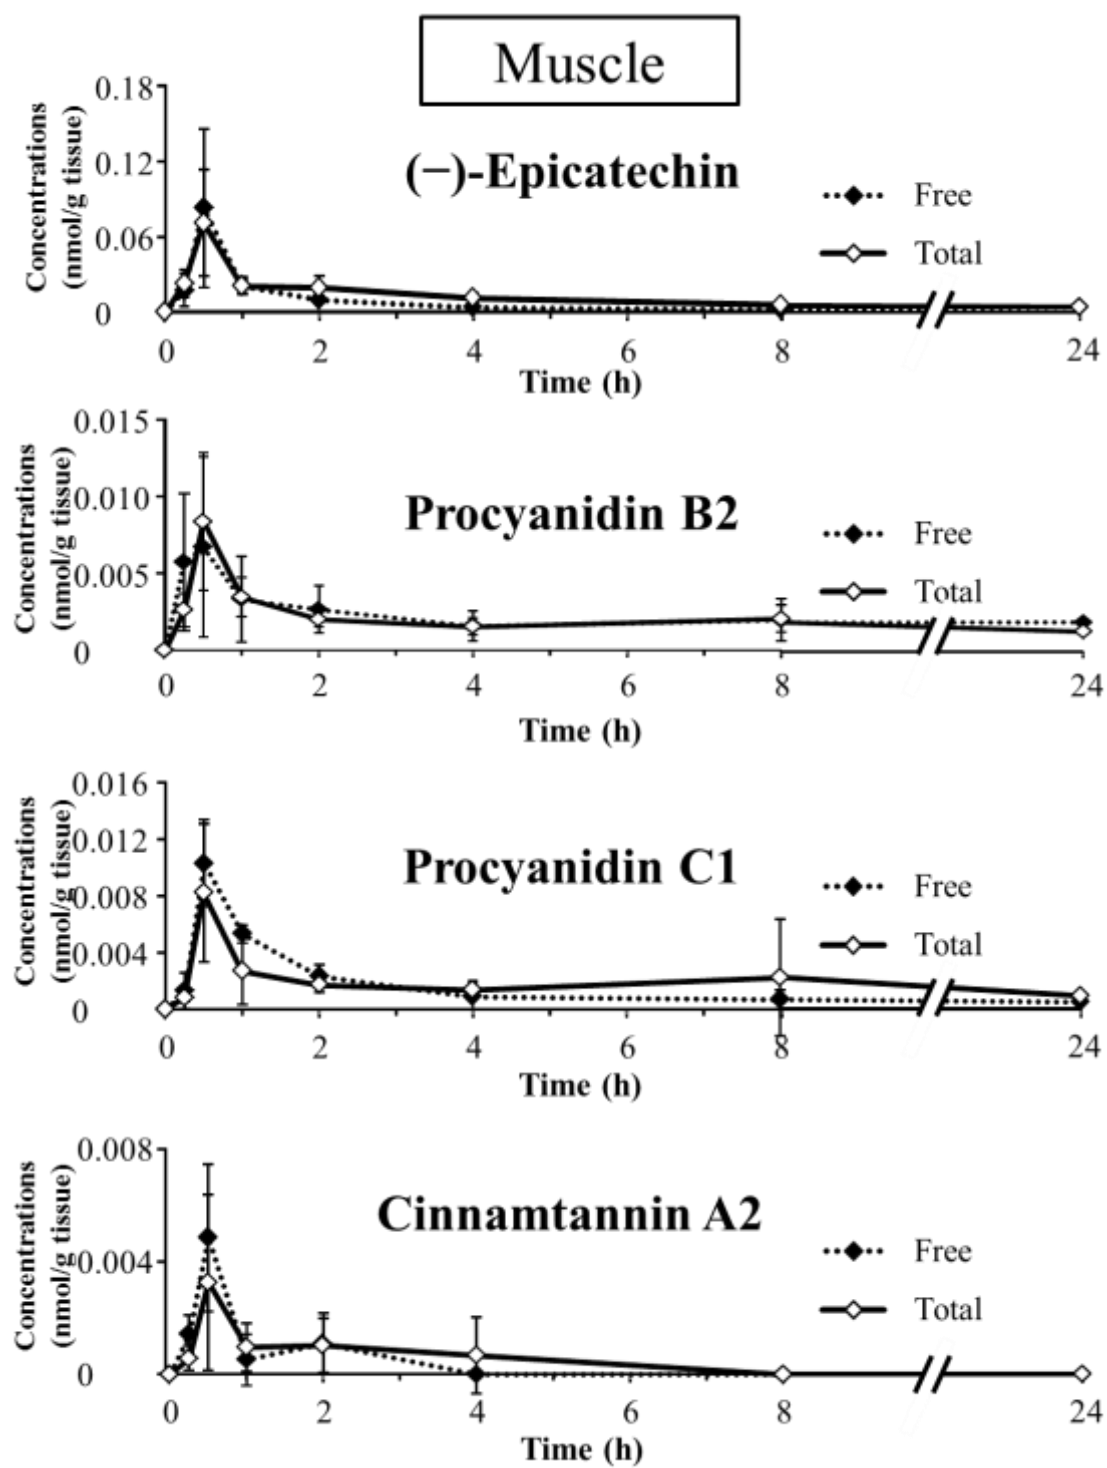 Muscle
(−)-Epicatechin
Concentrations
(nmol/g tissue)
0.18
0.12
0.06
0
Free
Total
0 2 4 6 8 24
Time (h)
Procyanidin B2
Concentrations
(nmol/g tissue)
0.015
0.010
0.005
0
Free
Total
0 2 4 6 8 24
Time (h)
Procyanidin C1
Concentrations
(nmol/g tissue)
0.016
0.012
0.008
0.004
0
Free
Total
0 2 4 6 8 24
Time (h)
Cinnamtannin A2
Concentrations
(nmol/g tissue)
0.008
0.004
0
Free
Total
0 2 4 6 8 24
Time (h)